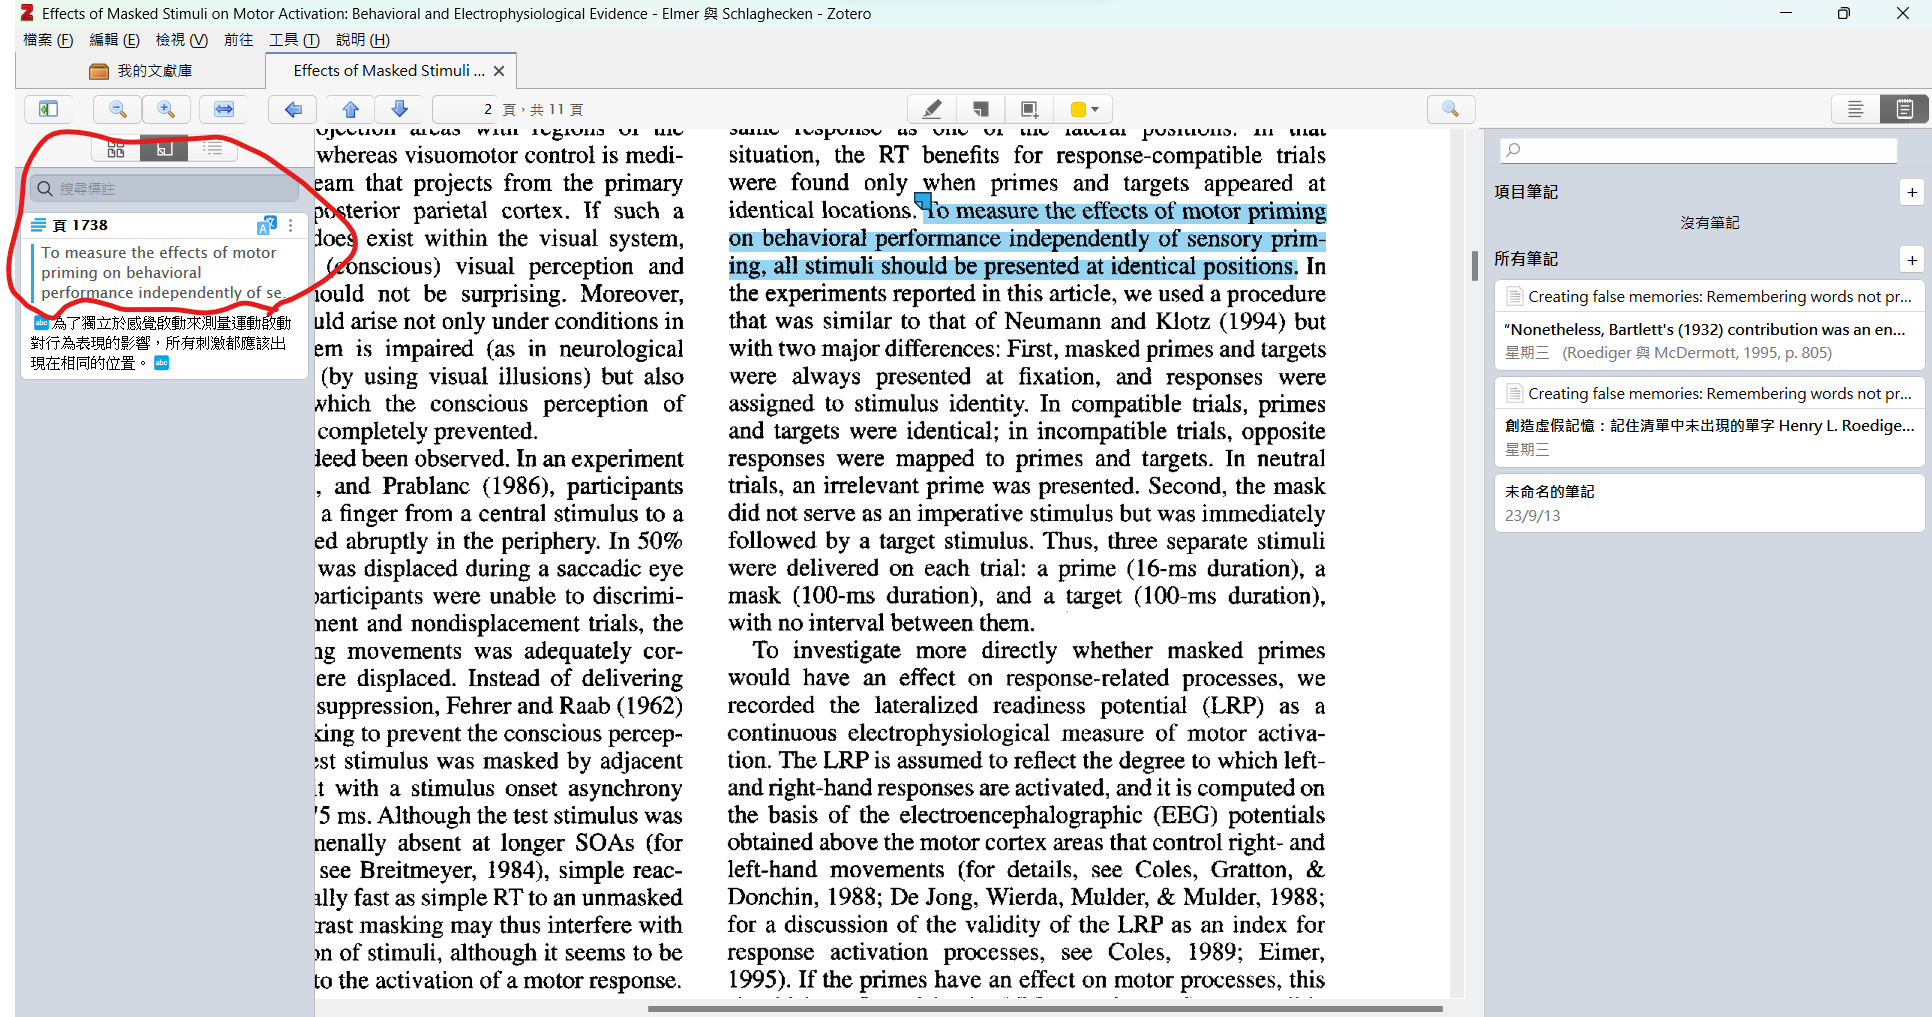 Effects of Masked Stimuli on Motor Activation: Behavioral and Electrophysiological Evidence - Elmer 與 Schlaghecken - Zotero
檔案 (F) 編輯 (E) 檢視 (V) 前往 工具 (T) 說明 (H)
我的文獻庫
Effects of Masked Stimuli ...
2 頁，共 11 頁
搜尋標註
頁 1738
To measure the effects of motor
priming on behavioral
performance independently of se...
為了獨立於感覺啟動來測量運動啟動
對行為表現的影響，所有刺激都應該出
現在相同的位置。
ojection areas with regions of the
whereas visuomotor control is medi-
eam that projects from the primary
posterior parietal cortex. If such a
does exist within the visual system,
(conscious) visual perception and
ould not be surprising. Moreover,
uld arise not only under conditions in
em is impaired (as in neurological
(by using visual illusions) but also
which the conscious perception of
completely prevented.
deed been observed. In an experiment
, and Prablanc (1986), participants
a finger from a central stimulus to a
ed abruptly in the periphery. In 50%
was displaced during a saccadic eye
participants were unable to discrimi-
ment and nondisplacement trials, the
ng movements was adequately cor-
ere displaced. Instead of delivering
suppression, Fehrer and Raab (1962)
king to prevent the conscious percep-
est stimulus was masked by adjacent
it with a stimulus onset asynchrony
75 ms. Although the test stimulus was
menally absent at longer SOAs (for
see Breitmeyer, 1984), simple reac-
ally fast as simple RT to an unmasked
trast masking may thus interfere with
on of stimuli, although it seems to be
to the activation of a motor response.
same response as one of the lateral positions. In that
situation, the RT benefits for response-compatible trials
were found only when primes and targets appeared at
identical locations. To measure the effects of motor priming
on behavioral performance independently of sensory prim-
ing, all stimuli should be presented at identical positions. In
the experiments reported in this article, we used a procedure
that was similar to that of Neumann and Klotz (1994) but
with two major differences: First, masked primes and targets
were always presented at fixation, and responses were
assigned to stimulus identity. In compatible trials, primes
and targets were identical; in incompatible trials, opposite
responses were mapped to primes and targets. In neutral
trials, an irrelevant prime was presented. Second, the mask
did not serve as an imperative stimulus but was immediately
followed by a target stimulus. Thus, three separate stimuli
were delivered on each trial: a prime (16-ms duration), a
mask (100-ms duration), and a target (100-ms duration),
with no interval between them.
To investigate more directly whether masked primes
would have an effect on response-related processes, we
recorded the lateralized readiness potential (LRP) as a
continuous electrophysiological measure of motor activa-
tion. The LRP is assumed to reflect the degree to which left-
and right-hand responses are activated, and it is computed on
the basis of the electroencephalographic (EEG) potentials
obtained above the motor cortex areas that control right- and
left-hand movements (for details, see Coles, Gratton, &
Donchin, 1988; De Jong, Wierda, Mulder, & Mulder, 1988;
for a discussion of the validity of the LRP as an index for
response activation processes, see Coles, 1989; Eimer,
1995). If the primes have an effect on motor processes, this
項目筆記
沒有筆記
所有筆記
Creating false memories: Remembering words not pr...
“Nonetheless, Bartlett's (1932) contribution was an en...
星期三 (Roediger 與 McDermott, 1995, p. 805)
Creating false memories: Remembering words not pr...
創造虛假記憶：記住清單中未出現的單字 Henry L. Roedige...
星期三
未命名的筆記
23/9/13